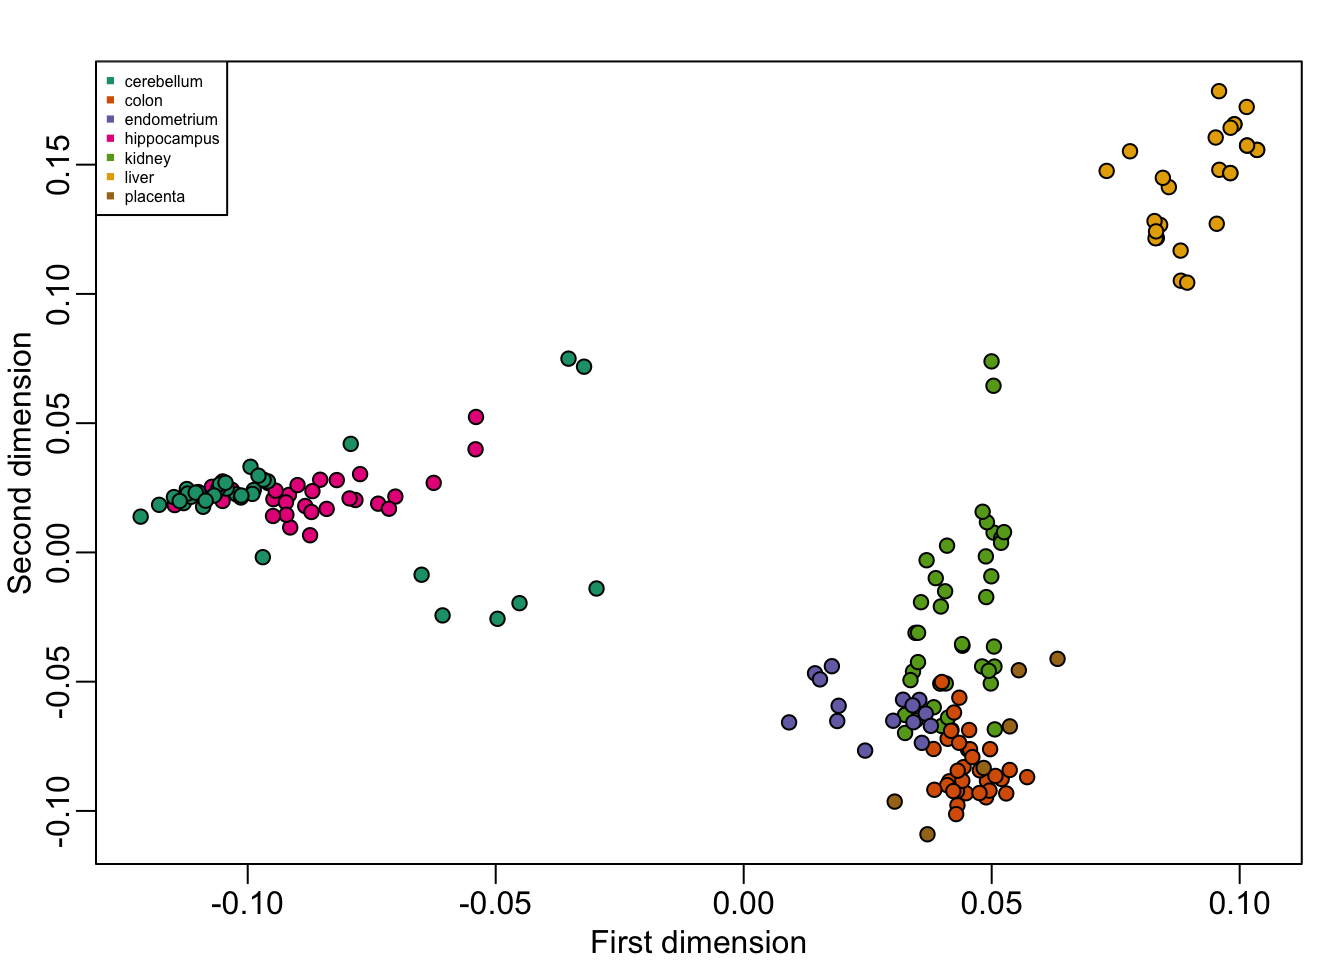 cerebellum
colon
endometrium
hippocampus
kidney
liver
placenta
0.15
0.10
0.05
0.00
-0.05
-0.10
Second dimension
-0.10 -0.05 0.00 0.05 0.10
First dimension